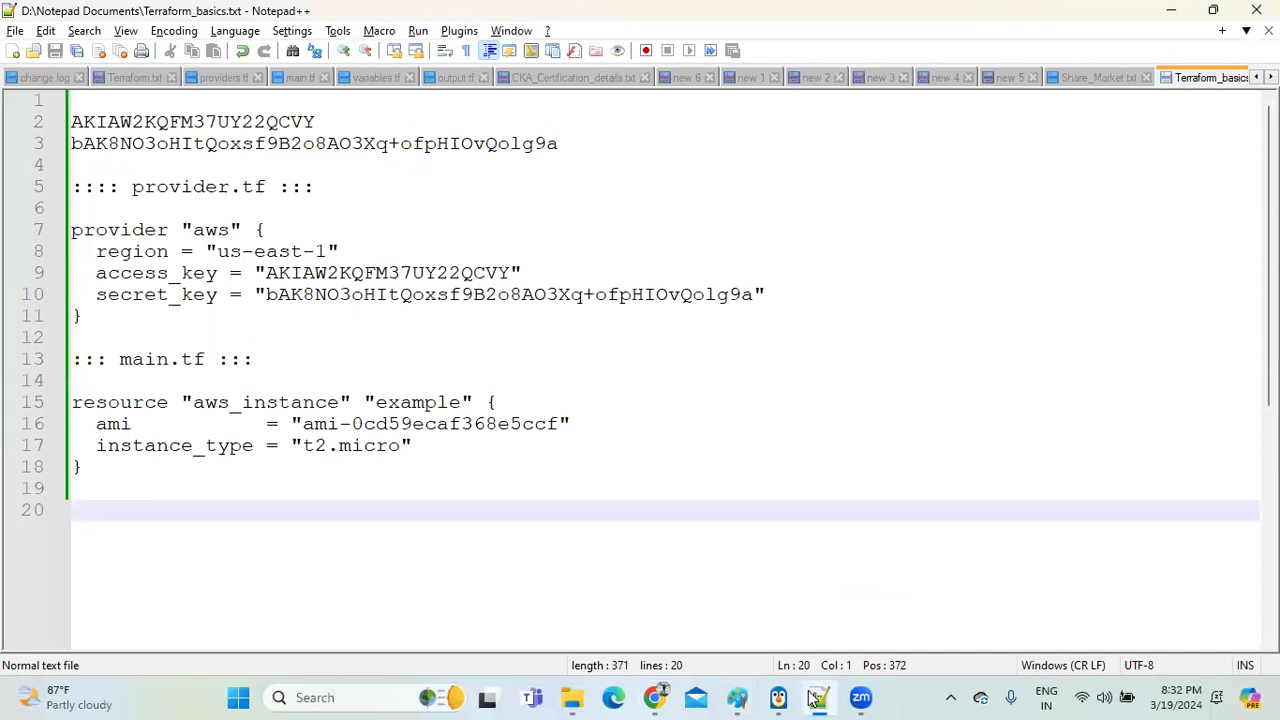 D:\Notepad Documents\Terraform_basics.txt - Notepad++
File Edit Search View Encoding Language Settings Tools Macro Run Plugins Window ?
change.log Terraform.txt providers.tf main.tf variables.tf CKA_Certification_details.txt new 6 new 1 new 2 new 3 new 4 new 5 Share_Market.txt Terraform_basics
1
2 AKIAW2KQFM37UY22QCVY
3 bAK8NO3oHItQoxsf9B2o8AO3Xq+ofpHIOvQolg9a
4
5 :::: provider.tf :::
6
7 provider "aws" {
8 region = "us-east-1"
9 access_key = "AKIAW2KQFM37UY22QCVY"
10 secret_key = "bAK8NO3oHItQoxsf9B2o8AO3Xq+ofpHIOvQolg9a"
11 }
12
13 ::: main.tf :::
14
15 resource "aws_instance" "example" {
16 ami = "ami-0cd59ecaf368e5ccf"
17 instance_type = "t2.micro"
18 }
19
20
Normal text file length : 371 lines : 20 Ln : 20 Col : 1 Pos : 372 Windows (CR LF) UTF-8 INS
87°F
Partly cloudy
Search
zm
ENG
IN
8:32 PM
3/19/2024
PRE